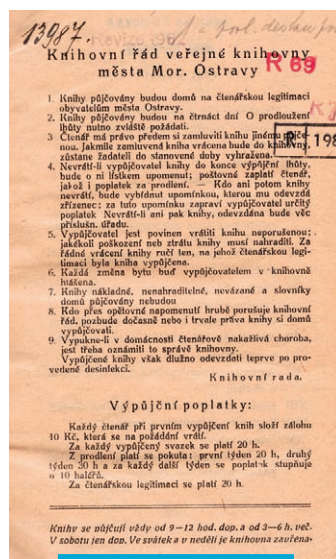 13987.
Knihovní řád veřejné knihovny
R 69
města Mor. Ostravy
1. Knihy půjčovány budou domů na čtenářskou legitimaci
obyvatelům města Ostravy.
2. Knihy půjčovány budou na čtrnáct dní O prodloužení
lhůty nutno zvláště požádati.
3 Čtenář má právo předem si zamluviti knihu jinému půjče-
nou. Jakmile zamluvená kniha vrácena bude do knihovny,
zůstane žadateli do stanovené doby vyhražena.
R 198
4. Nevrátí-li vypůjčovatel knihy do konce výpůjční lhůty,
bude o ni lístkem upomenut; poštovné zaplatí čtenář,
jakož i poplatek za prodlení. — Kdo ani potom knihy
nevrátí, bude vybídnut upomínkou, kterou mu odevzdá
zřízenec; za tuto upomínku zapraví vypůjčovatel určitý
poplatek Nevrátí-li ani pak knihy, odevzdána bude věc
příslušn. úřadu.
5. Vypůjčovatel jest povinen vrátiti knihu neporušenou;
jakékoli poškození neb ztrátu knihy musí nahraditi. Za
řádné vrácení knihy ručí ten, na jehož čtenářskou legi-
timaci byla kniha vypůjčena.
6. Každá změna bytu buď vypůjčovatelem v knihovně
hlášena.
7. Knihy nákladné, nenahraditelné, nevázané a slovníky
domů půjčovány nebudou
8. Kdo přes opětovné napomenutí hrubě porušuje knihovní
řád, pozbude dočasně nebo i trvale práva knihy si domů
vypůjčovati.
9. Vypukne-li v domácnosti čtenářově nakažlivá choroba,
jest třeba oznámiti to správě knihovny.
Vypůjčené knihy však dlužno odevzdati teprve po pro-
vedené desinfekci.
Knihovní rada.
Výpůjční poplatky:
Každý čtenář při prvním vypůjčení knih složí zálohu
10 Kč, která se na požádání vrátí.
Za každý vypůjčený svazek se platí 20 h.
Z prodlení platí se pokuta: první týden 20 h, druhý
týden 30 h a za každý další týden se poplatek stupňuje
o 10 haléřů.
Za čtenářskou legitimaci se platí 20 h.
Knihy se půjčují vždy od 9—12 hod. dop. a od 3—6 h. več.
V sobotu jen dop. Ve svátek a v neděli je knihovna zavřena.